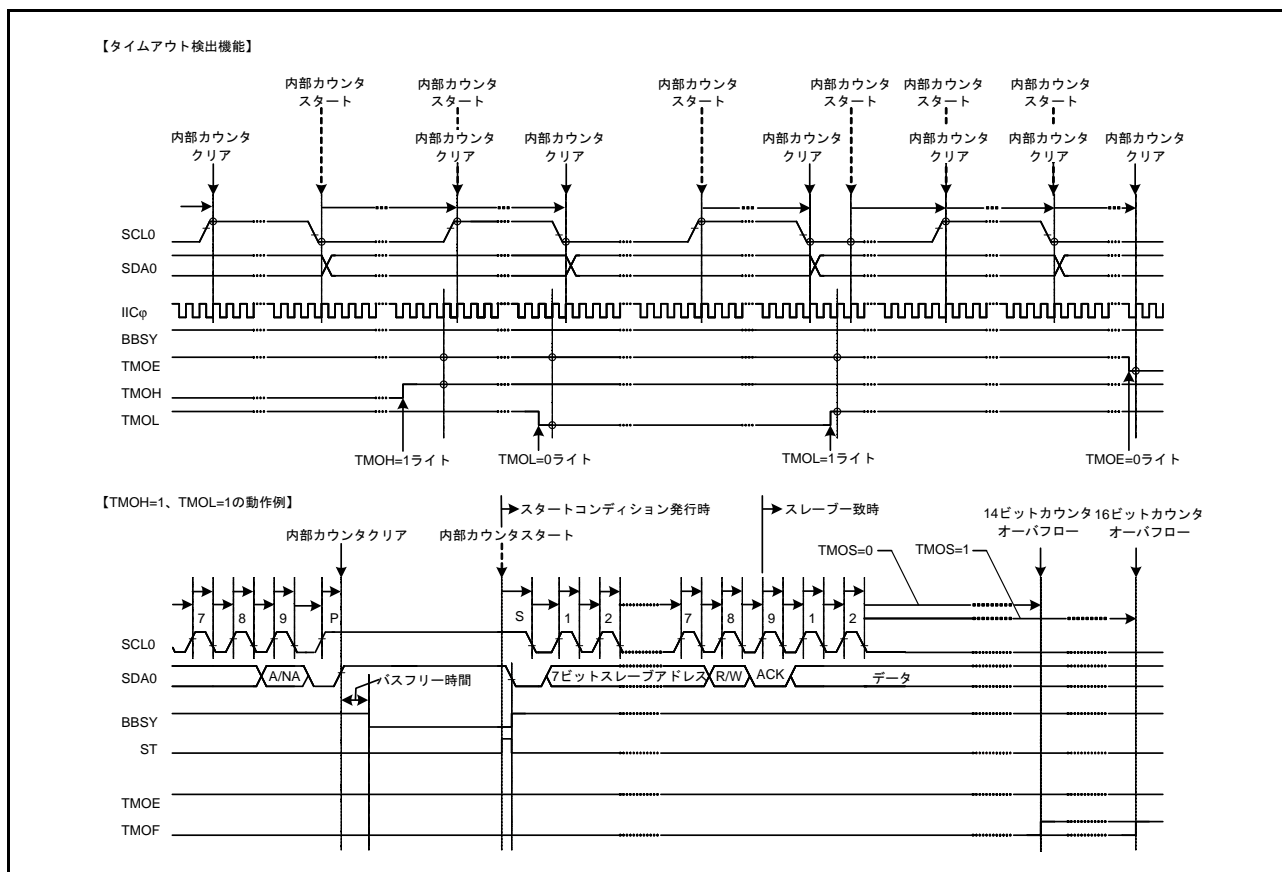 【タイムアウト検出機能】
内部カウンタ
スタート
内部カウンタ
スタート
内部カウンタ
スタート
内部カウンタ
スタート
内部カウンタ
スタート
内部カウンタ
スタート
内部カウンタ
クリア
内部カウンタ
クリア
内部カウンタ
クリア
内部カウンタ
クリア
内部カウンタ
クリア
内部カウンタ
クリア
内部カウンタ
クリア
SCL0
SDA0
IICφ
BBSY
TMOE
TMOH
TMOL
TMOH=1ライト
TMOL=0ライト
TMOL=1ライト
TMOE=0ライト
【TMOH=1、TMOL=1の動作例】
スタートコンディション発行時
スレーブ一致時
内部カウンタクリア
内部カウンタスタート
14ビットカウンタ
オーバフロー
16ビットカウンタ
オーバフロー
TMOS=0
TMOS=1
7 8 9 P S 1 2 7 8 9 1 2
SCL0
SDA0 A/NA バスフリー時間 7ビットスレーブアドレス R/W ACK データ
BBSY
ST
TMOE
TMOF